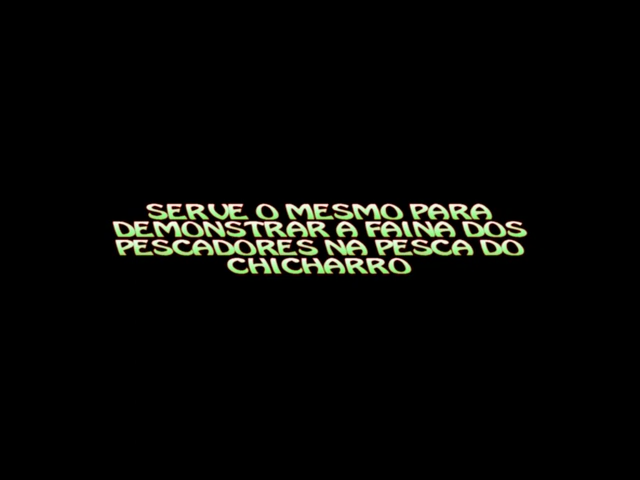 SERVE O MESMO PARA
DEMONSTRAR A FAINA DOS
PESCADORES NA PESCA DO
CHICHARRO